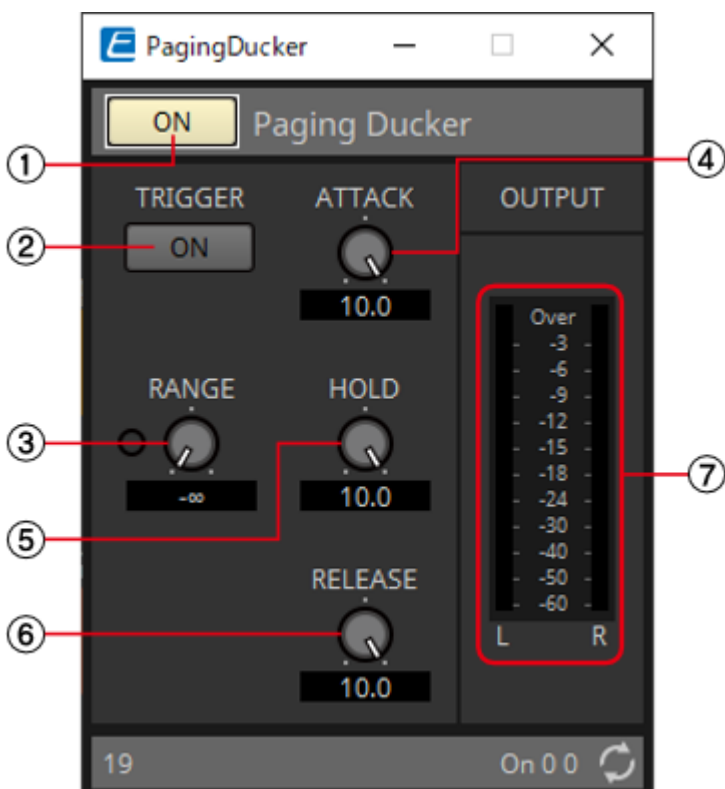 E PagingDucker
ON Paging Ducker
① ④
TRIGGER ATTACK OUTPUT
② ON
10.0
Over
-3
-6
RANGE HOLD -9
-12
③ -15
-18 ⑦
-∞ 10.0 -24
-30
⑤ -40
RELEASE -50
-60
⑥ L R
10.0
19 On 0 0